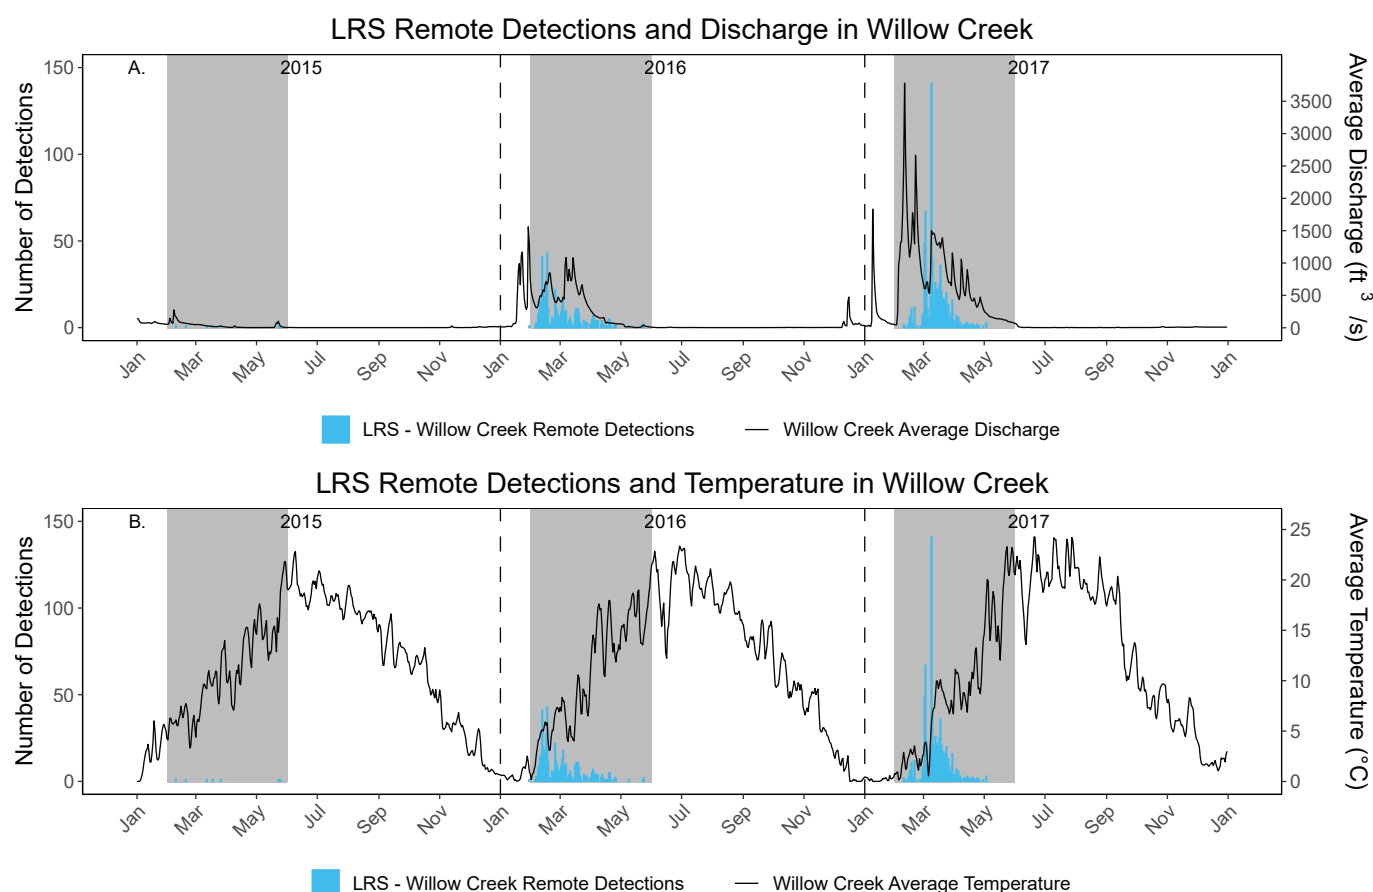 LRS Remote Detections and Discharge in Willow Creek
A. 2015 2016 2017
Number of Detections
150
100
50
0
Average Discharge (ft 3 /s)
3500
3000
2500
2000
1500
1000
500
0
Jan Mar May Jul Sep Nov Jan Mar May Jul Sep Nov Jan Mar May Jul Sep Nov Jan
LRS - Willow Creek Remote Detections — Willow Creek Average Discharge
LRS Remote Detections and Temperature in Willow Creek
B. 2015 2016 2017
Number of Detections
150
100
50
0
Average Temperature (°C)
25
20
15
10
5
0
Jan Mar May Jul Sep Nov Jan Mar May Jul Sep Nov Jan Mar May Jul Sep Nov Jan
LRS - Willow Creek Remote Detections — Willow Creek Average Temperature